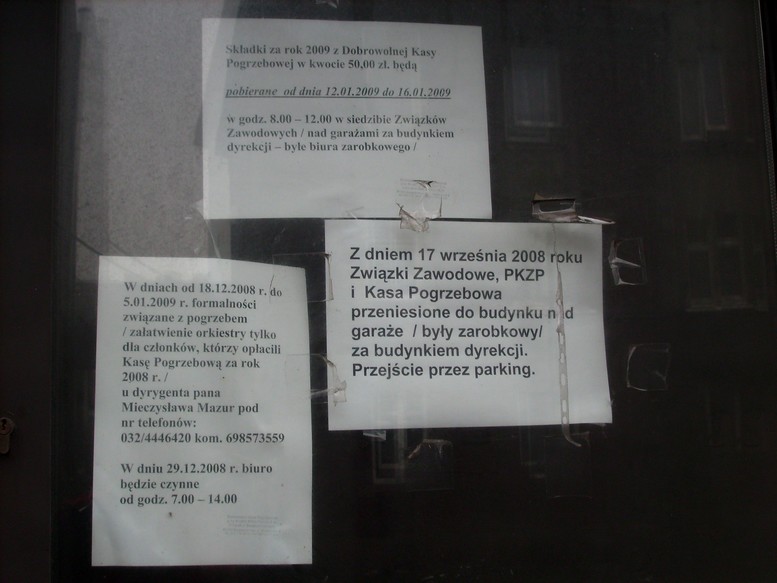 Składki za rok 2009 z Dobrowolnej Kasy
Pogrzebowej w kwocie 50,00 zł. będą
pobierane od dnia 12.01.2009 do 16.01.2009
w godz. 8.00 – 12.00 w siedzibie Związków
Zawodowych / nad garażami za budynkiem
dyrekcji – byłe biura zarobkowego /
Z dniem 17 września 2008 roku
Związki Zawodowe, PKZP
i Kasa Pogrzebowa
przeniesione do budynku nad
garaże / były zarobkowy/
za budynkiem dyrekcji.
Przejście przez parking.
W dniach od 18.12.2008 r. do
5.01.2009 r. formalności
związane z pogrzebem
/ załatwienie orkiestry tylko
dla członków, którzy opłacili
Kasę Pogrzebową za rok
2008 r. /
u dyrygenta pana
Mieczysława Mazur pod
nr telefonów:
032/4446420 kom. 698573559
W dniu 29.12.2008 r. biuro
będzie czynne
od godz. 7.00 – 14.00